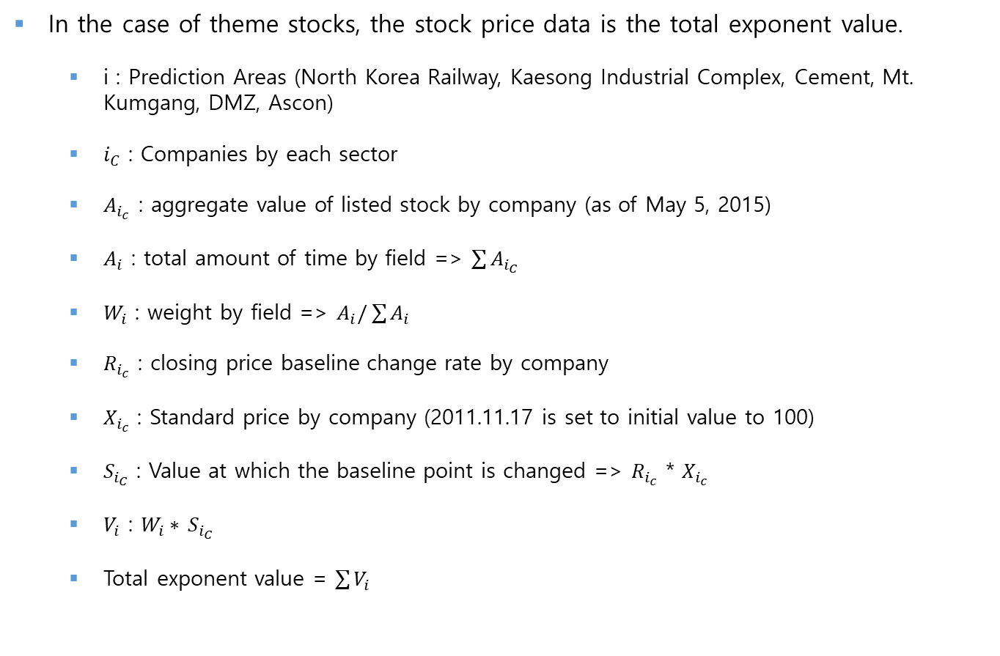 In the case of theme stocks, the stock price data is the total exponent value.
i : Prediction Areas (North Korea Railway, Kaesong Industrial Complex, Cement, Mt.
Kumgang, DMZ, Ascon)
i_C : Companies by each sector
A_{i_c} : aggregate value of listed stock by company (as of May 5, 2015)
A_i : total amount of time by field => ∑ A_{i_C}
W_i : weight by field => A_i/∑ A_i
R_{i_c} : closing price baseline change rate by company
X_{i_c} : Standard price by company (2011.11.17 is set to initial value to 100)
S_{i_C} : Value at which the baseline point is changed => R_{i_c} * X_{i_c}
V_i : W_i * S_{i_C}
Total exponent value = ∑ V_i